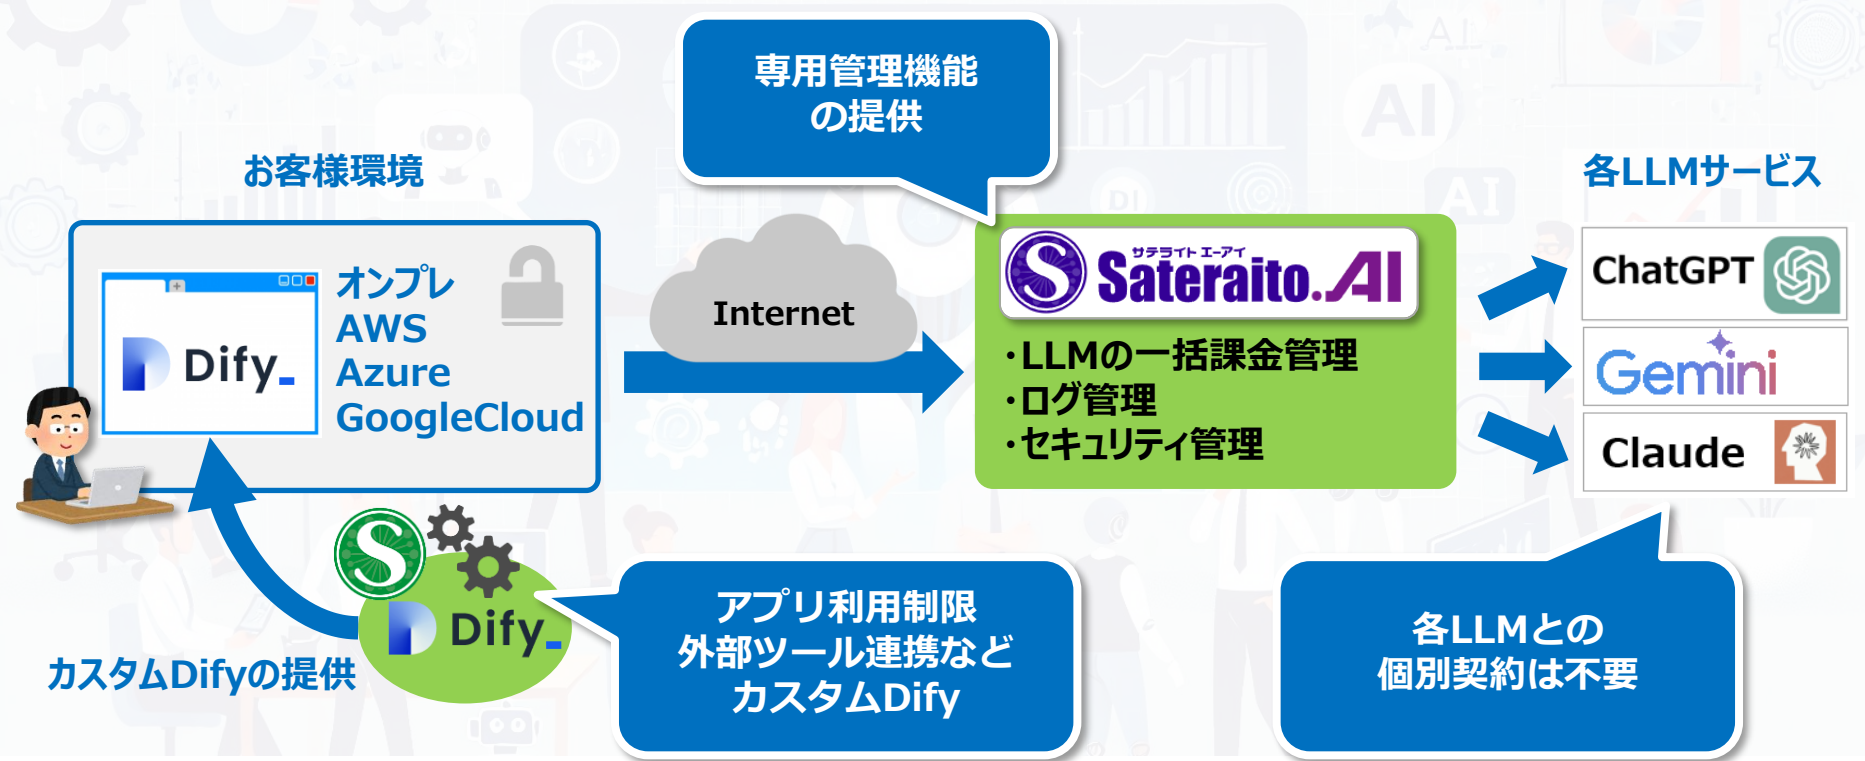 専用管理機能
の提供
お客様環境
各LLMサービス
Dify
オンプレ
AWS
Azure
GoogleCloud
Internet
サテライト エーアイ
Sateraito.AI
・LLMの一括課金管理
・ログ管理
・セキュリティ管理
ChatGPT
Gemini
Claude
S
Dify
カスタムDifyの提供
アプリ利用制限
外部ツール連携など
カスタムDify
各LLMとの
個別契約は不要
AI
AI
AI
DI